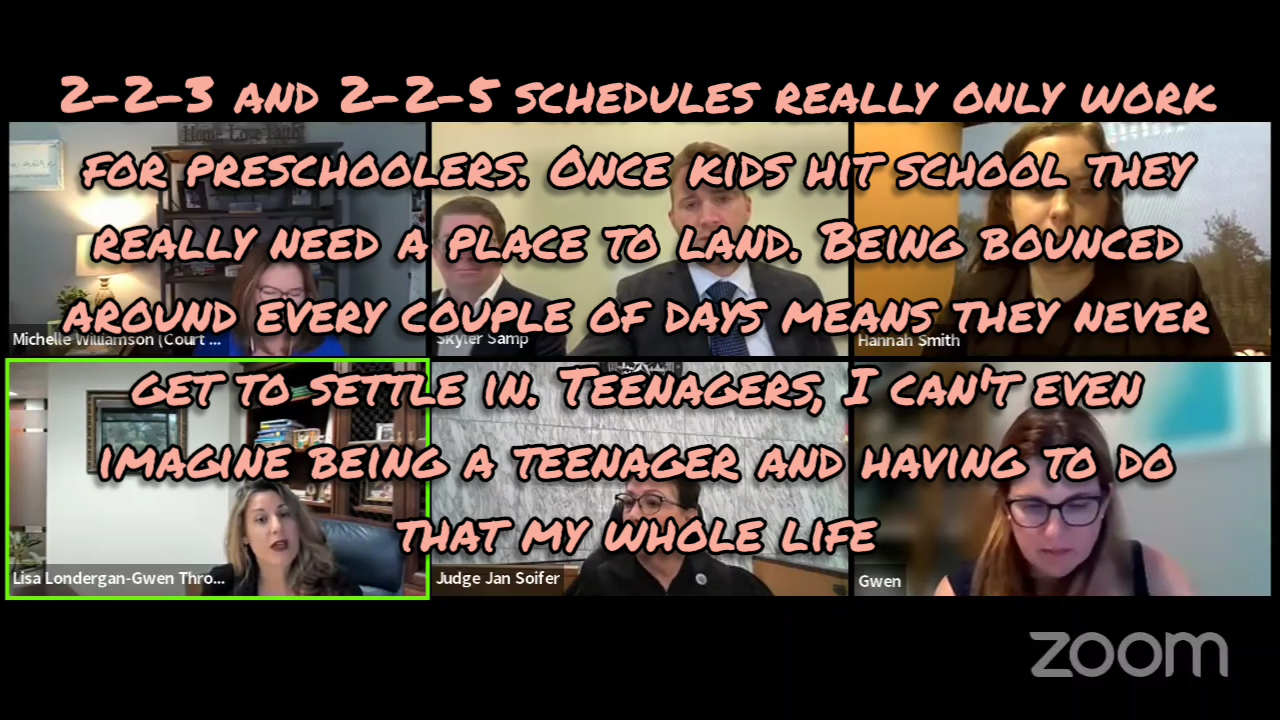 2-2-3 AND 2-2-5 SCHEDULES REALLY ONLY WORK
FOR PRESCHOOLERS. ONCE KIDS HIT SCHOOL THEY
REALLY NEED A PLACE TO LAND. BEING BOUNCED
AROUND EVERY COUPLE OF DAYS MEANS THEY NEVER
GET TO SETTLE IN. TEENAGERS, I CAN'T EVEN
IMAGINE BEING A TEENAGER AND HAVING TO DO
THAT MY WHOLE LIFE
Home Love Faith
Michelle Williamson (Court ...
Skyler Samp
Hannah Smith
Lisa Londergan-Gwen Thro...
Judge Jan Soifer
Gwen
zoom